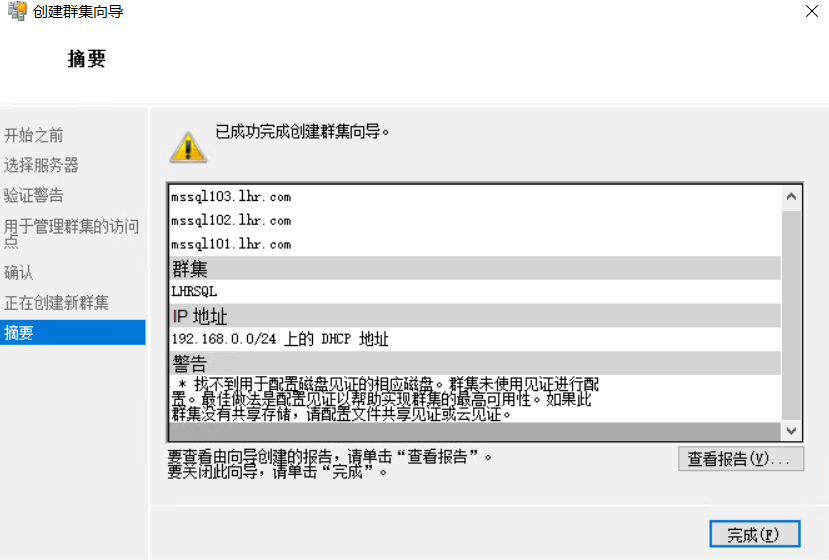 创建群集向导
摘要
开始之前
选择服务器
验证警告
用于管理群集的访问
点
确认
正在创建新群集
摘要
已成功完成创建群集向导。
mssql103.lhr.com
mssql102.lhr.com
mssql101.lhr.com
群集
LHRSQL
IP 地址
192.168.0.0/24 上的 DHCP 地址
警告
* 找不到用于配置磁盘见证的相应磁盘。群集未使用见证进行配
置。最佳做法是配置见证以帮助实现群集的最高可用性。如果此
群集没有共享存储，请配置文件共享见证或云见证。
要查看由向导创建的报告，请单击“查看报告”。
要关闭此向导，请单击“完成”。
查看报告(V)...
完成(F)